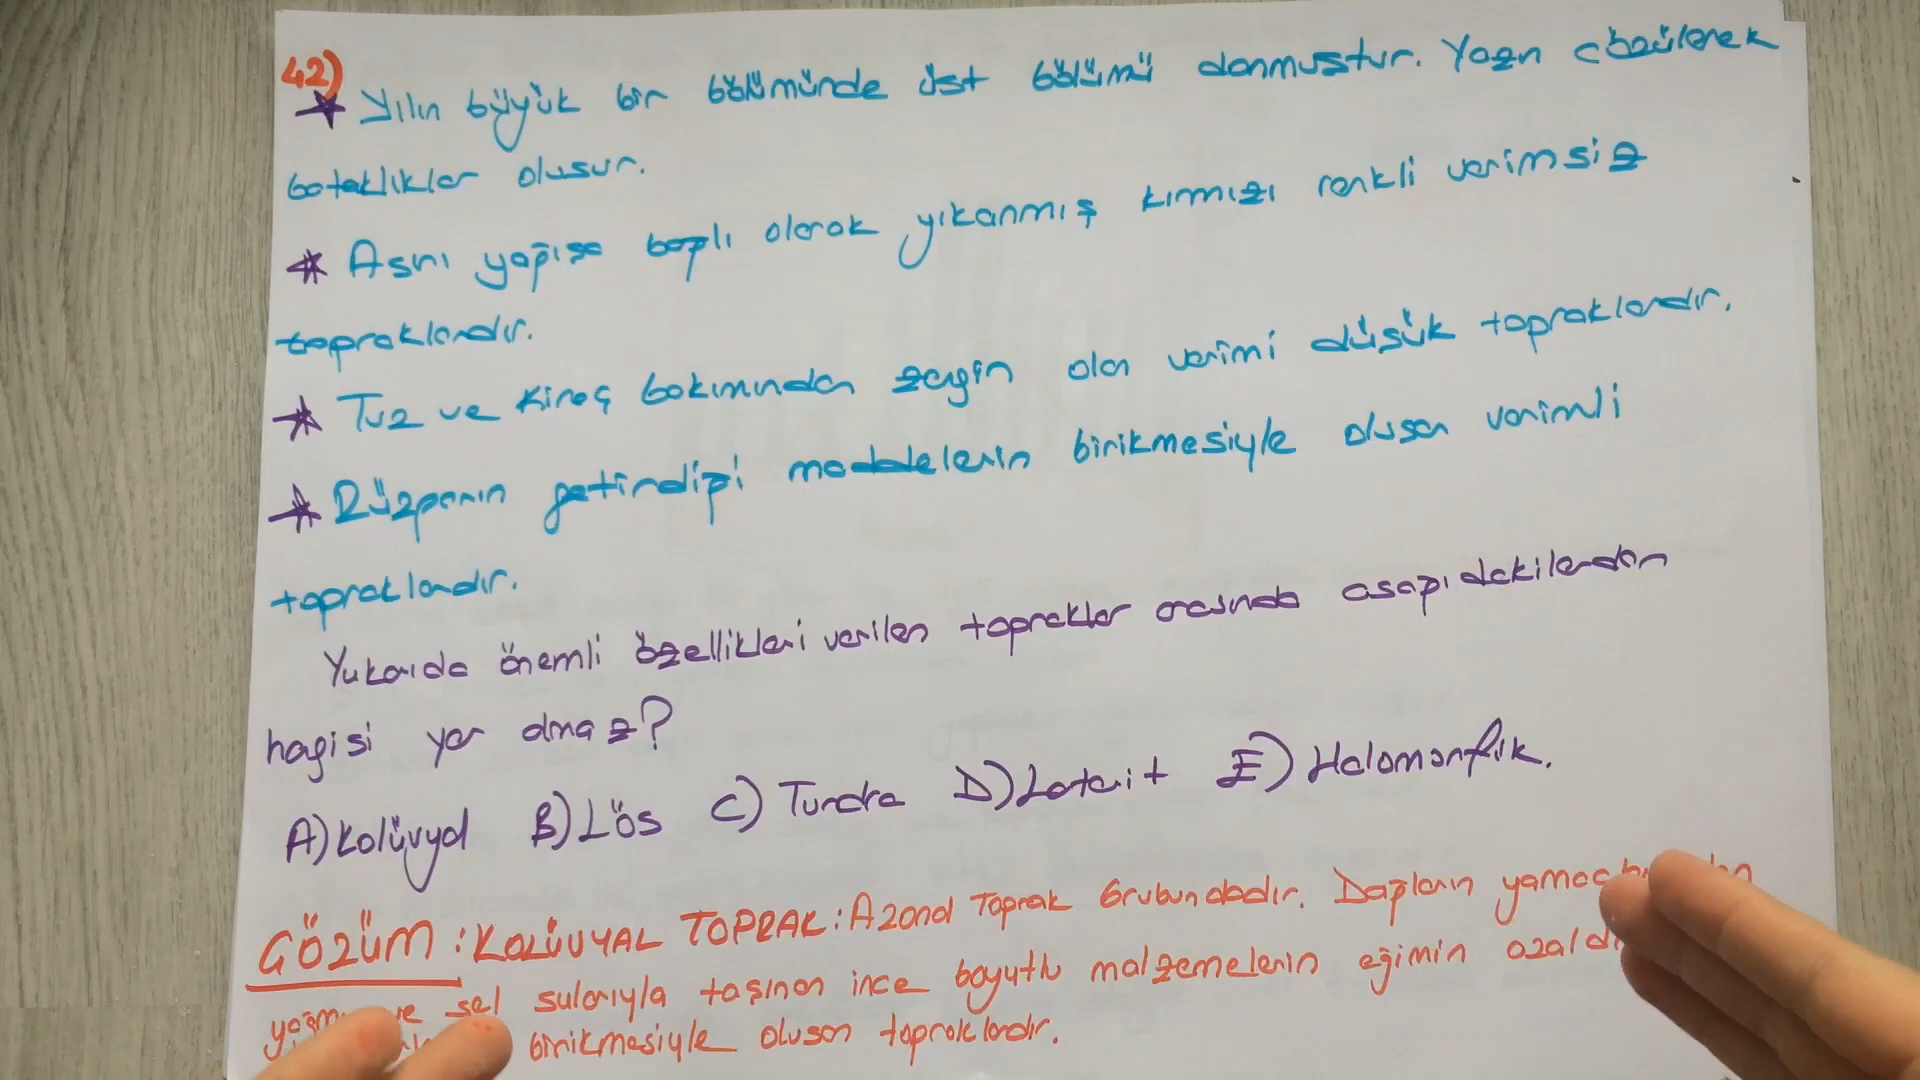 42)
* Yılın büyük bir bölümünde üst bölümü donmuştur. Yazın çözülerek
bataklıklar oluşur.
* Aşırı yağışa bağlı olarak yıkanmış kırmızı renkli verimsiz
topraklardır.
* Tuz ve Kireç bakımından zengin olan verimi düşük topraklardır.
* Rüzgarın getirdiği maddelerin birikmesiyle oluşan verimli
topraklardır.
Yukarıda önemli özellikleri verilen topraklar arasında aşağıdakilerden
hangisi yer almaz?
A) Kolüvyal B) Lös C) Tundra D) Laterit E) Halomorfik.
ÇÖZÜM: KOLÜVYAL TOPRAK: Azonal Toprak Grubundadır. Dağların
sel sularıyla taşınan ince boyutlu malzemelerin eğimin
birikmesiyle oluşan topraklardır.